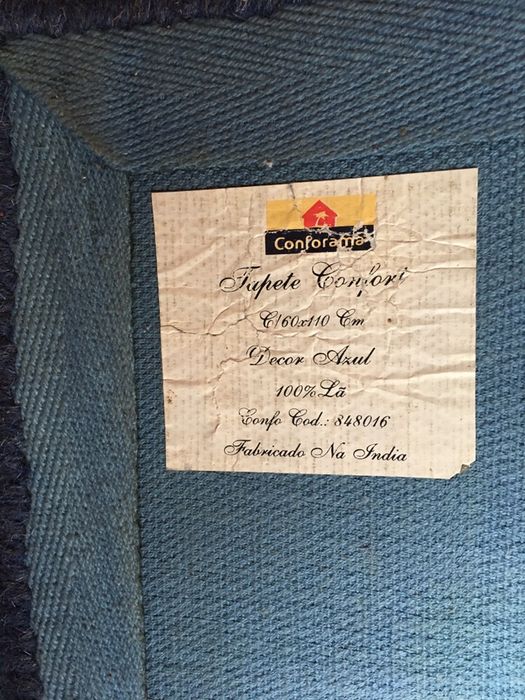 Conforama
Tapete Confort
C/60x110 Cm
Decor Azul
100% Lã
Confo Cod.: 848016
Fabricado Na India